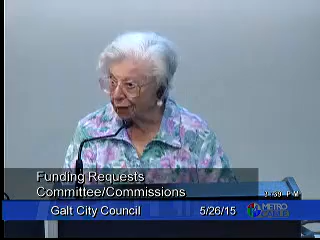 Funding Requests
Committee/Commissions
Galt City Council 5/26/15
METRO